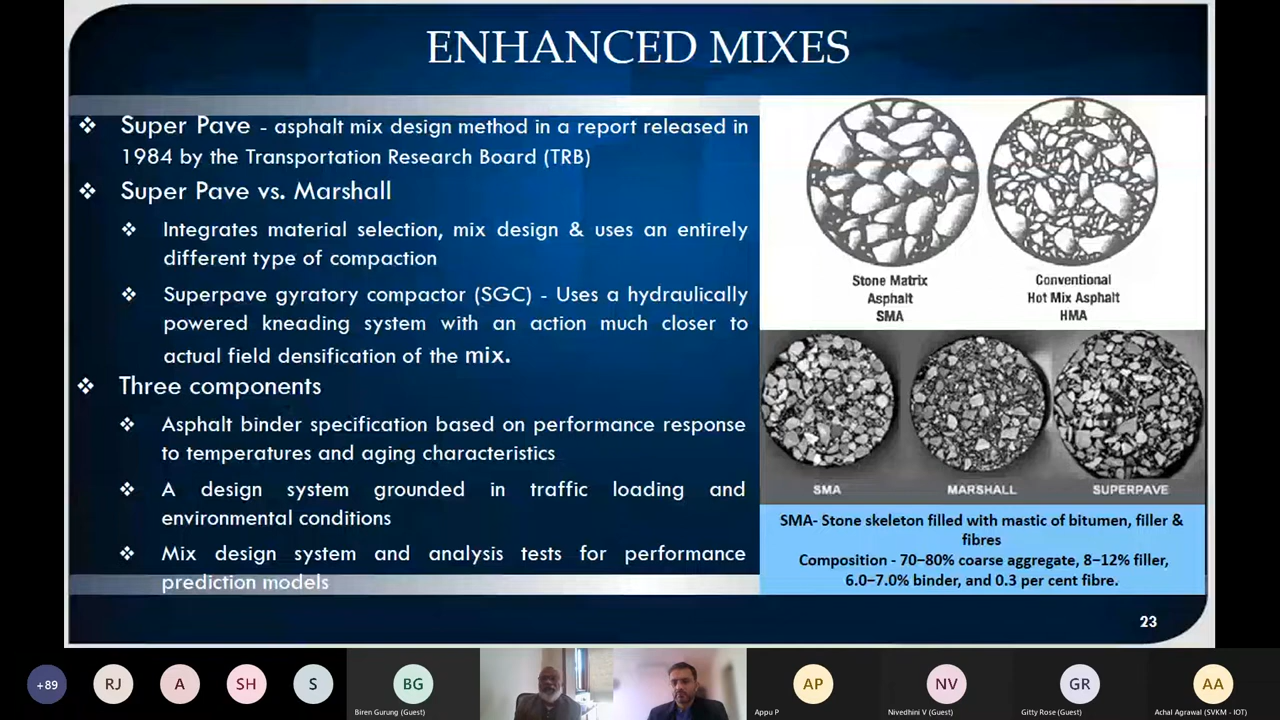 ENHANCED MIXES
❖ Super Pave - asphalt mix design method in a report released in
1984 by the Transportation Research Board (TRB)
❖ Super Pave vs. Marshall
❖ Integrates material selection, mix design & uses an entirely
different type of compaction
❖ Superpave gyratory compactor (SGC) - Uses a hydraulically
powered kneading system with an action much closer to
actual field densification of the mix.
❖ Three components
❖ Asphalt binder specification based on performance response
to temperatures and aging characteristics
❖ A design system grounded in traffic loading and
environmental conditions
❖ Mix design system and analysis tests for performance
prediction models
Stone Matrix
Asphalt
SMA
Conventional
Hot Mix Asphalt
HMA
SMA MARSHALL SUPERPAVE
SMA- Stone skeleton filled with mastic of bitumen, filler &
fibres
Composition - 70–80% coarse aggregate, 8–12% filler,
6.0–7.0% binder, and 0.3 per cent fibre.
23
+89 RJ A SH S BG AP NV GR AA
Biren Gurung (Guest) Appu P Nivedhini V (Guest) Gitty Rose (Guest) Achal Agrawal (SVKM - IOT)